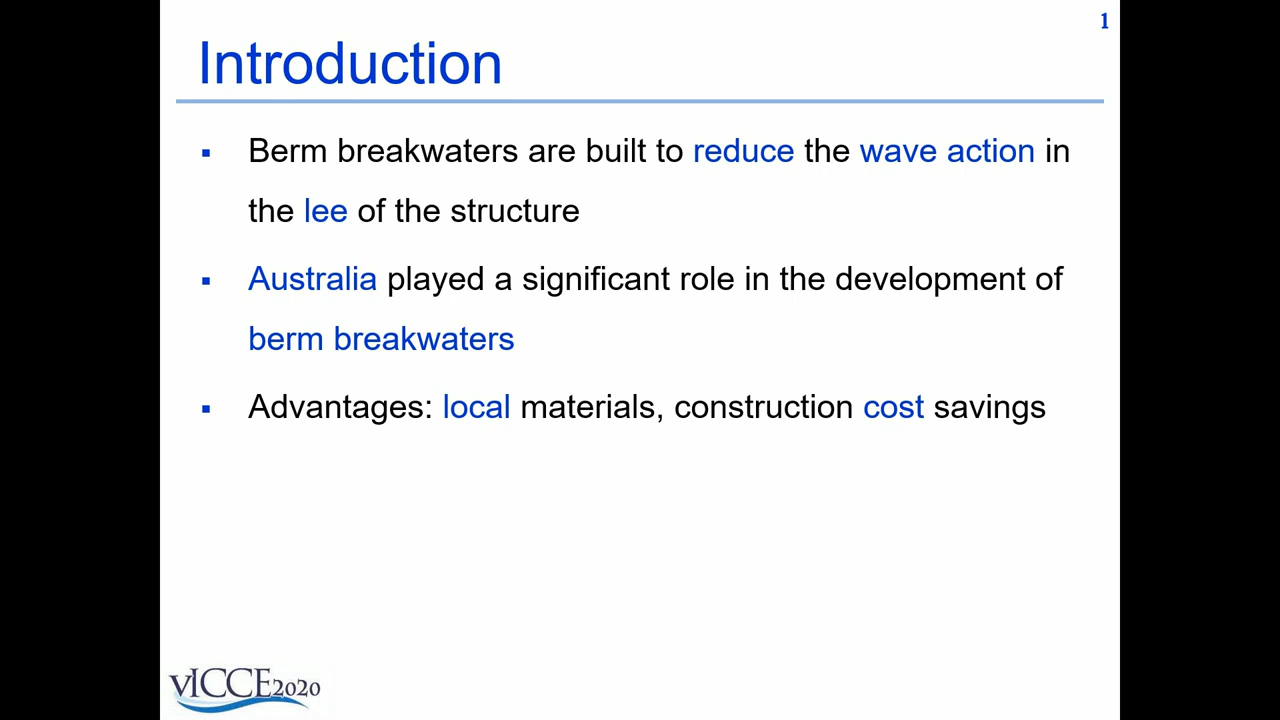 1
Introduction
▪ Berm breakwaters are built to reduce the wave action in
the lee of the structure
▪ Australia played a significant role in the development of
berm breakwaters
▪ Advantages: local materials, construction cost savings
vICCE2020